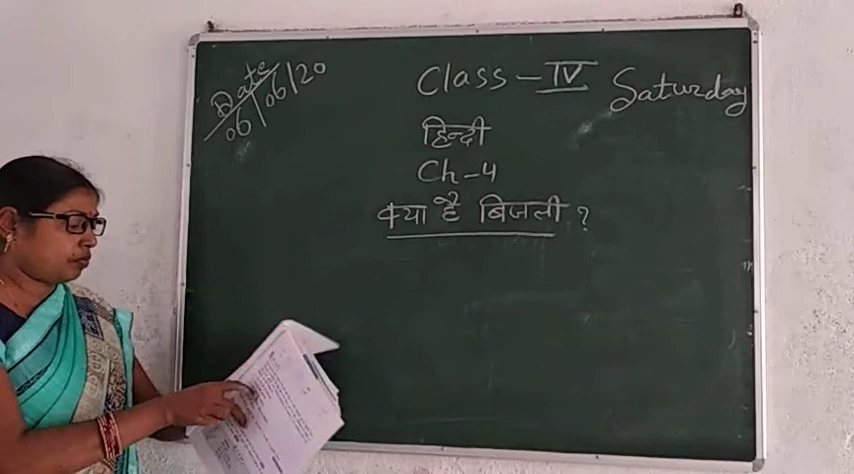 Date
06/06/20
Class - IV
Saturday
हिन्दी
Ch-4
क्या है बिजली ?